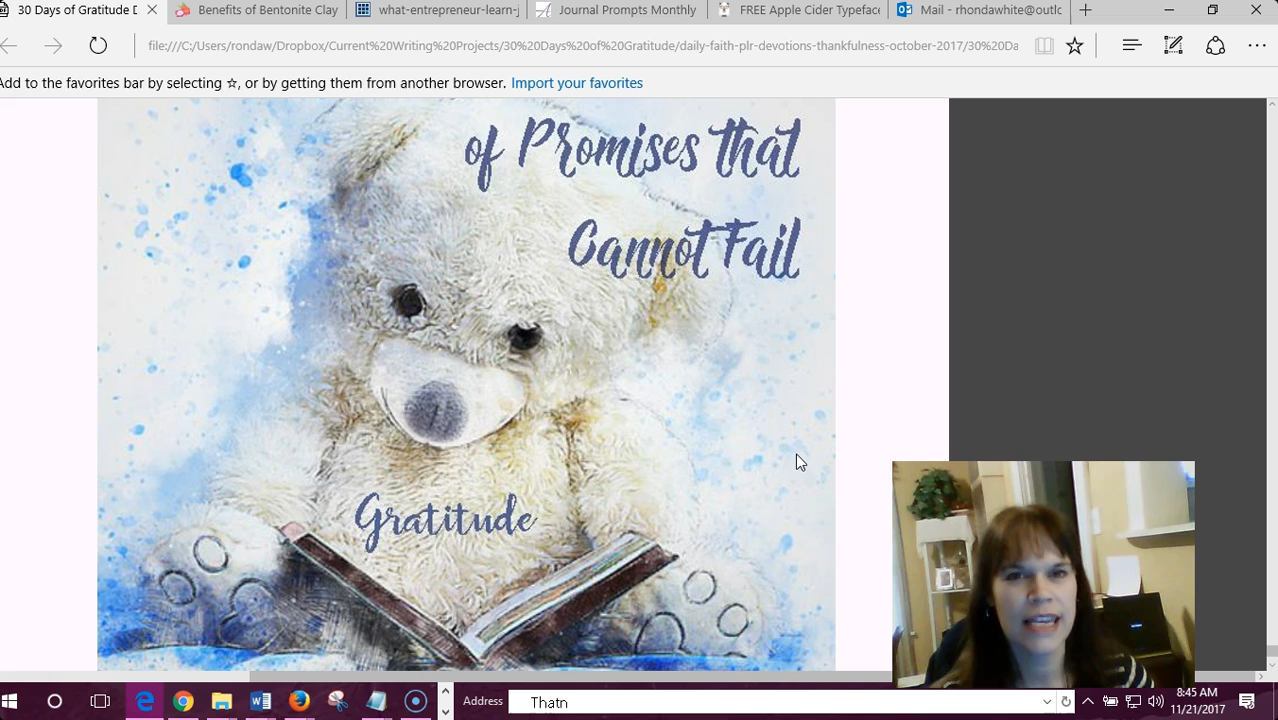 30 Days of Gratitude D
Benefits of Bentonite Clay
what-entrepreneur-learn-j
Journal Prompts Monthly
FREE Apple Cider Typeface
Mail - rhondawhite@outlo
file:///C:/Users/rondaw/Dropbox/Current%20Writing%20Projects/30%20Days%20of%20Gratitude/daily-faith-plr-devotions-thankfulness-october-2017/30%20Da
Add to the favorites bar by selecting ☆, or by getting them from another browser. Import your favorites
of Promises that
Cannot Fail
Gratitude
Address
Thatn
8:45 AM
11/21/2017